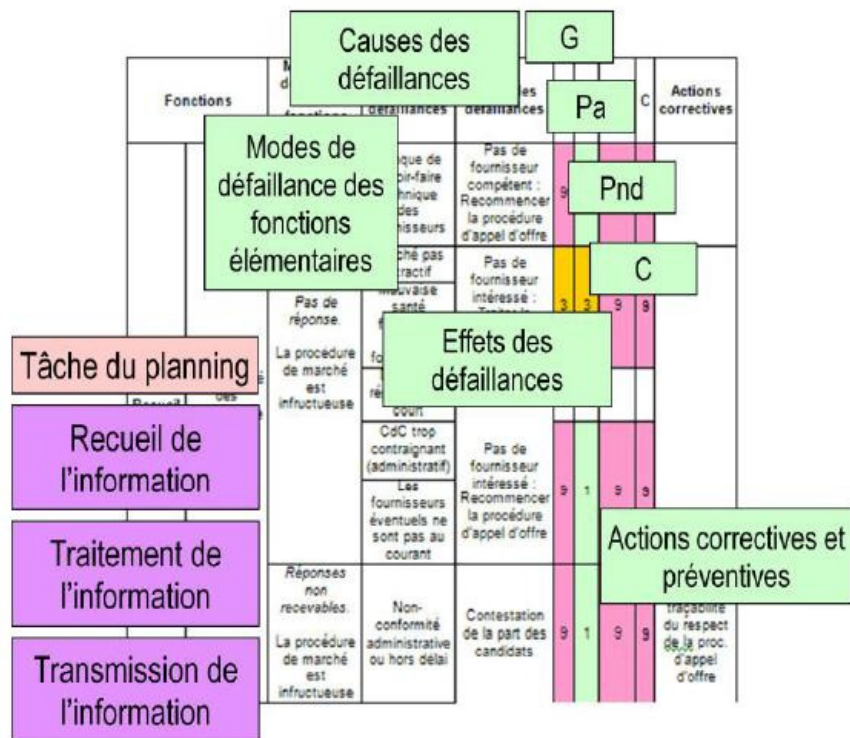 Causes des
défaillances
G
Fonctions
défaillances
défaillances
Pa
C
Actions
correctives
Modes de
défaillance des
fonctions
élémentaires
Pas de
fournisseur
compétent :
Recommencer
la procédure
d'appel d'offre
Pnd
C
Pas de
réponse.
La procédure
de marché
est
infructueuse
santé
Pas de
fournisseur
intéressé :
9
9
Effets des
défaillances
court
Tâche du planning
Recueil de
l'information
Traitement de
l'information
Transmission de
l'information
CdC trop
contraignant
(administratif)
Les
fournisseurs
éventuels ne
sont pas au
courant
Pas de
fournisseur
intéressé :
Recommencer
la procédure
d'appel d'offre
9
1
9
9
Actions correctives et
préventives
Réponses
non
recevables.
La procédure
de marché
est
infructueuse
Non-
conformité
administrative
ou hors délai
Contestation
de la part des
candidats
9
1
9
9
traçabilité
du respect
de la proc.
d'appel
d'offre